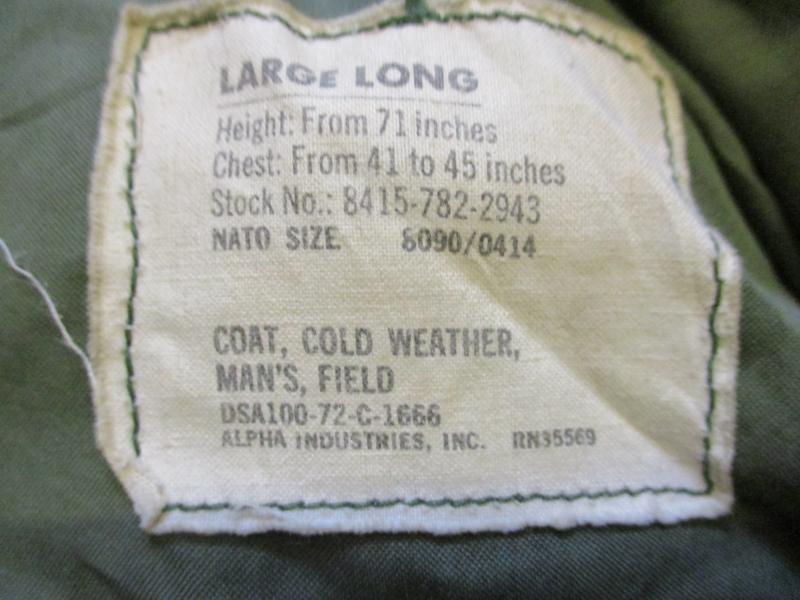 LARGE LONG
Height: From 71 inches
Chest: From 41 to 45 inches
Stock No.: 8415-782-2943
NATO SIZE 8090/0414
COAT, COLD WEATHER,
MAN'S, FIELD
DSA100-72-C-1666
ALPHA INDUSTRIES, INC. RN35569